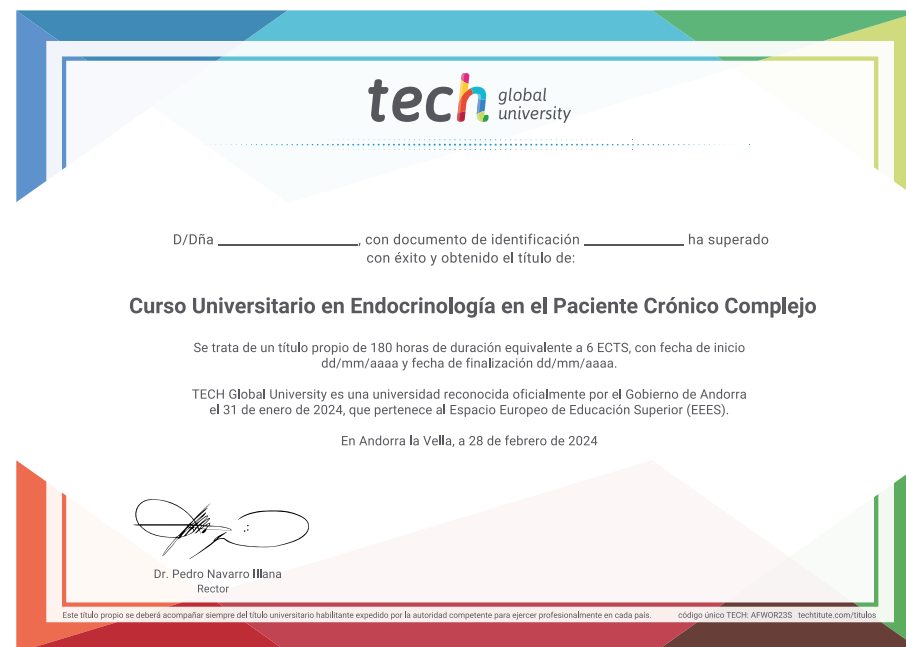 tech global
university
D/Dña ____________________, con documento de identificación ______________ ha superado
con éxito y obtenido el título de:
Curso Universitario en Endocrinología en el Paciente Crónico Complejo
Se trata de un título propio de 180 horas de duración equivalente a 6 ECTS, con fecha de inicio
dd/mm/aaaa y fecha de finalización dd/mm/aaaa.
TECH Global University es una universidad reconocida oficialmente por el Gobierno de Andorra
el 31 de enero de 2024, que pertenece al Espacio Europeo de Educación Superior (EEES).
En Andorra la Vella, a 28 de febrero de 2024
Dr. Pedro Navarro Illana
Rector
Este título propio se deberá acompañar siempre del título universitario habilitante expedido por la autoridad competente para ejercer profesionalmente en cada país. código único TECH: AFWOR23S techtitute.com/titulos